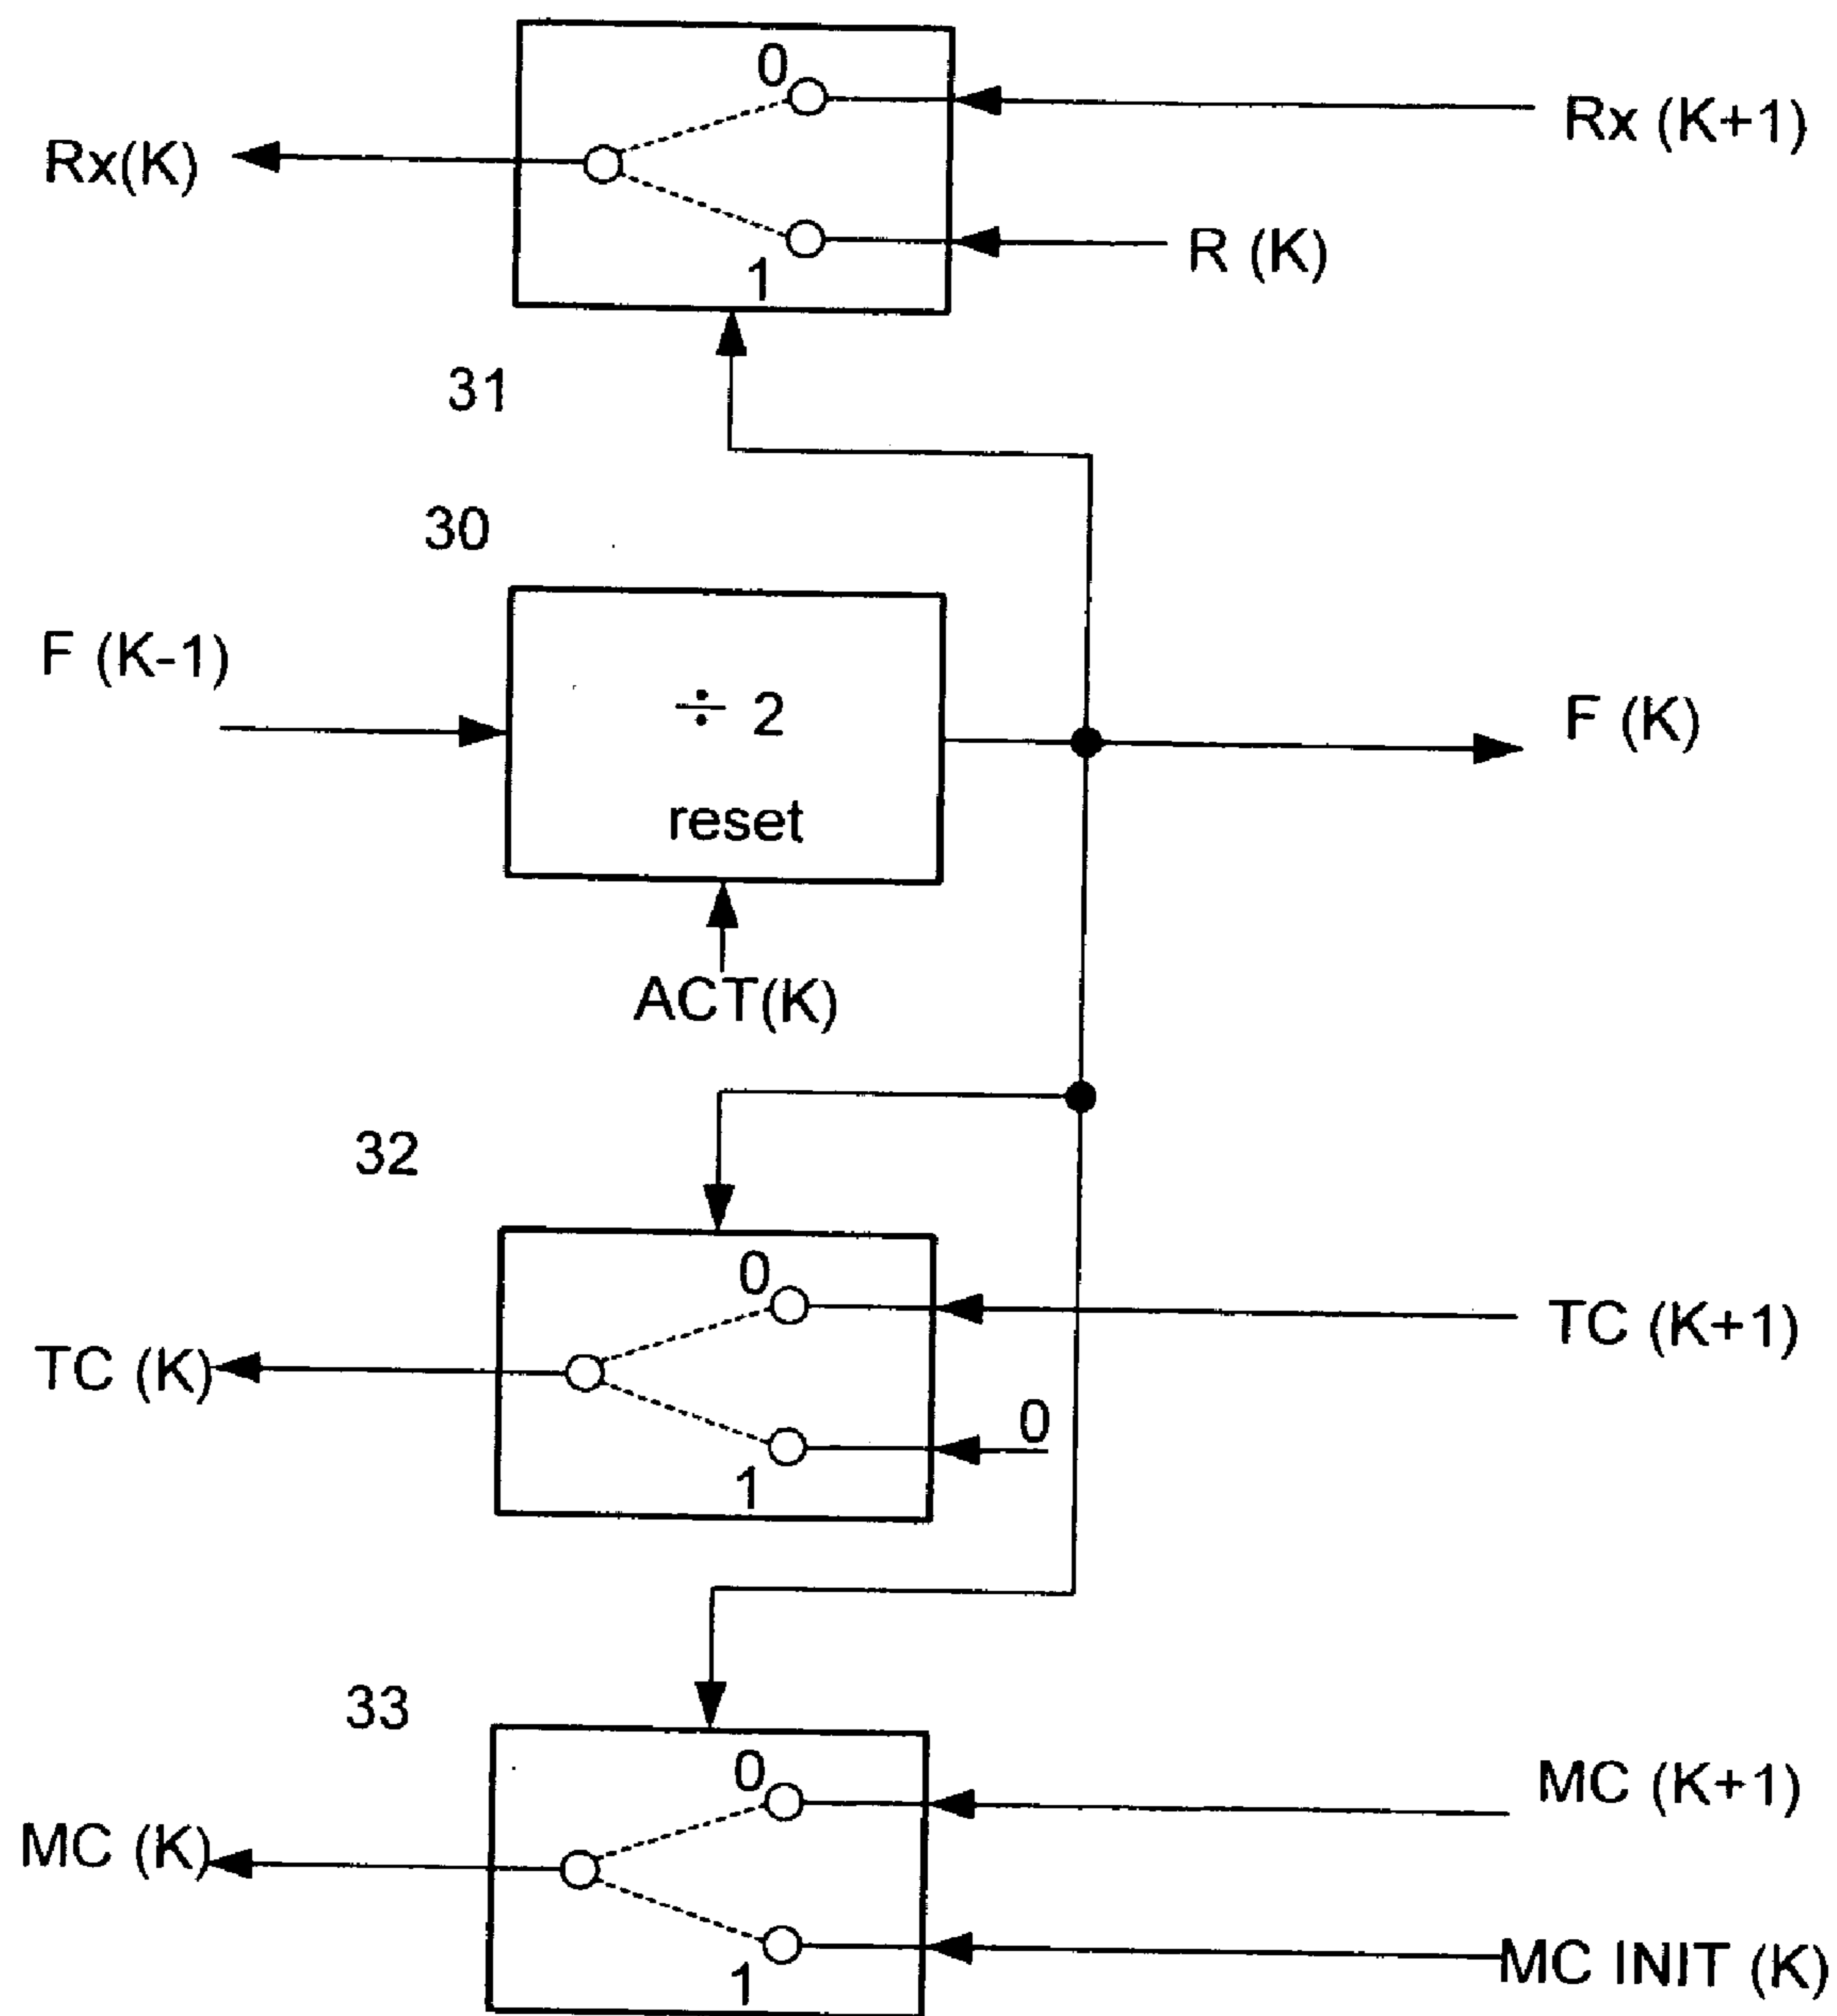 0
Rx (K+1)
Rx(K)
R (K)
1
31
30
F (K-1)
÷ 2
F (K)
reset
ACT(K)
32
0
TC (K+1)
TC (K)
0
1
33
0
MC (K+1)
MC (K)
MC INIT (K)
1